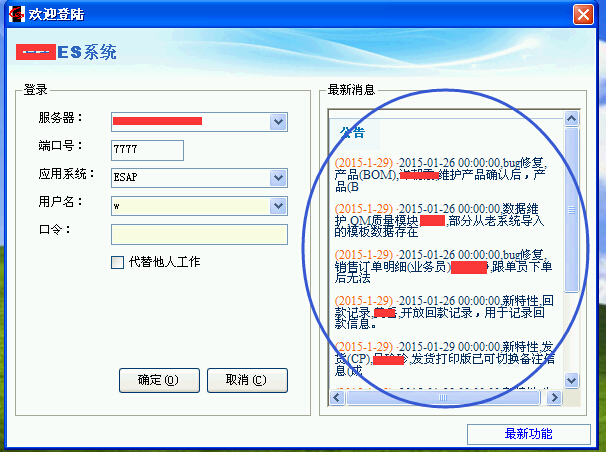 欢迎登陆
ES系统
登录
服务器：
端口号： 7777
应用系统： ESAP
用户名： w
口令：
代替他人工作
确定(O) 取消(C)
最新消息
公告
(2015-1-29) -2015-01-26 00:00:00,bug修复,
产品(BOM),维护产品确认后，产
品(B
(2015-1-29) -2015-01-26 00:00:00,数据维
护,QM质量模块,部分从老系统导入
的模板数据存在
(2015-1-29) -2015-01-26 00:00:00,bug修复,
销售订单明细(业务员),跟单员下单
后无法
(2015-1-29) -2015-01-26 00:00:00,新特性,回
款记录,开放回款记录，用于记录回
款信息。
(2015-1-29) -2015-01-29 00:00:00,新特性,发
货(CP),发货打印版已可切换备注信
息(成
最新功能